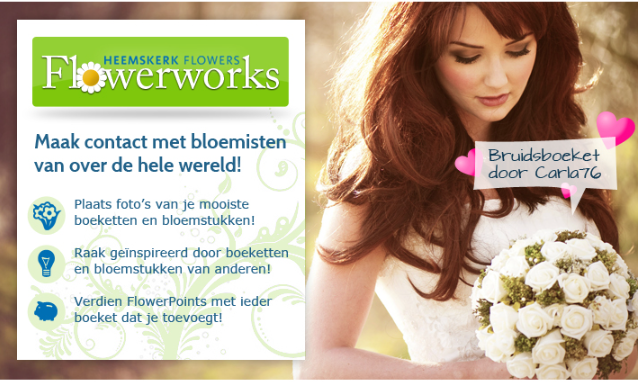 HEEMSKERK FLOWERS
Flowerworks
Maak contact met bloemisten
van over de hele wereld!
Plaats foto's van je mooiste
boeketten en bloemstukken!
Raak geïnspireerd door boeketten
en bloemstukken van anderen!
Verdien FlowerPoints met ieder
boeket dat je toevoegt!
Bruidsboeket
door Carla76